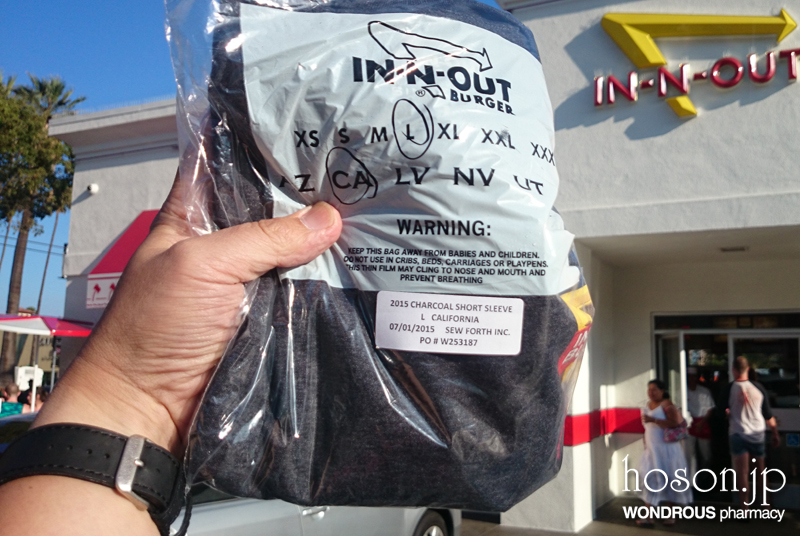 IN-N-OUT
BURGER
®
XS S M L XL XXL XXX
AZ CA LV NV UT
WARNING:
KEEP THIS BAG AWAY FROM BABIES AND CHILDREN.
DO NOT USE IN CRIBS, BEDS, CARRIAGES OR PLAYPENS.
THIS THIN FILM MAY CLING TO NOSE AND MOUTH AND
PREVENT BREATHING
2015 CHARCOAL SHORT SLEEVE
L CALIFORNIA
07/01/2015 SEW FORTH INC.
PO # W253187
IN-N-OUT
hoson.jp
WONDROUS pharmacy